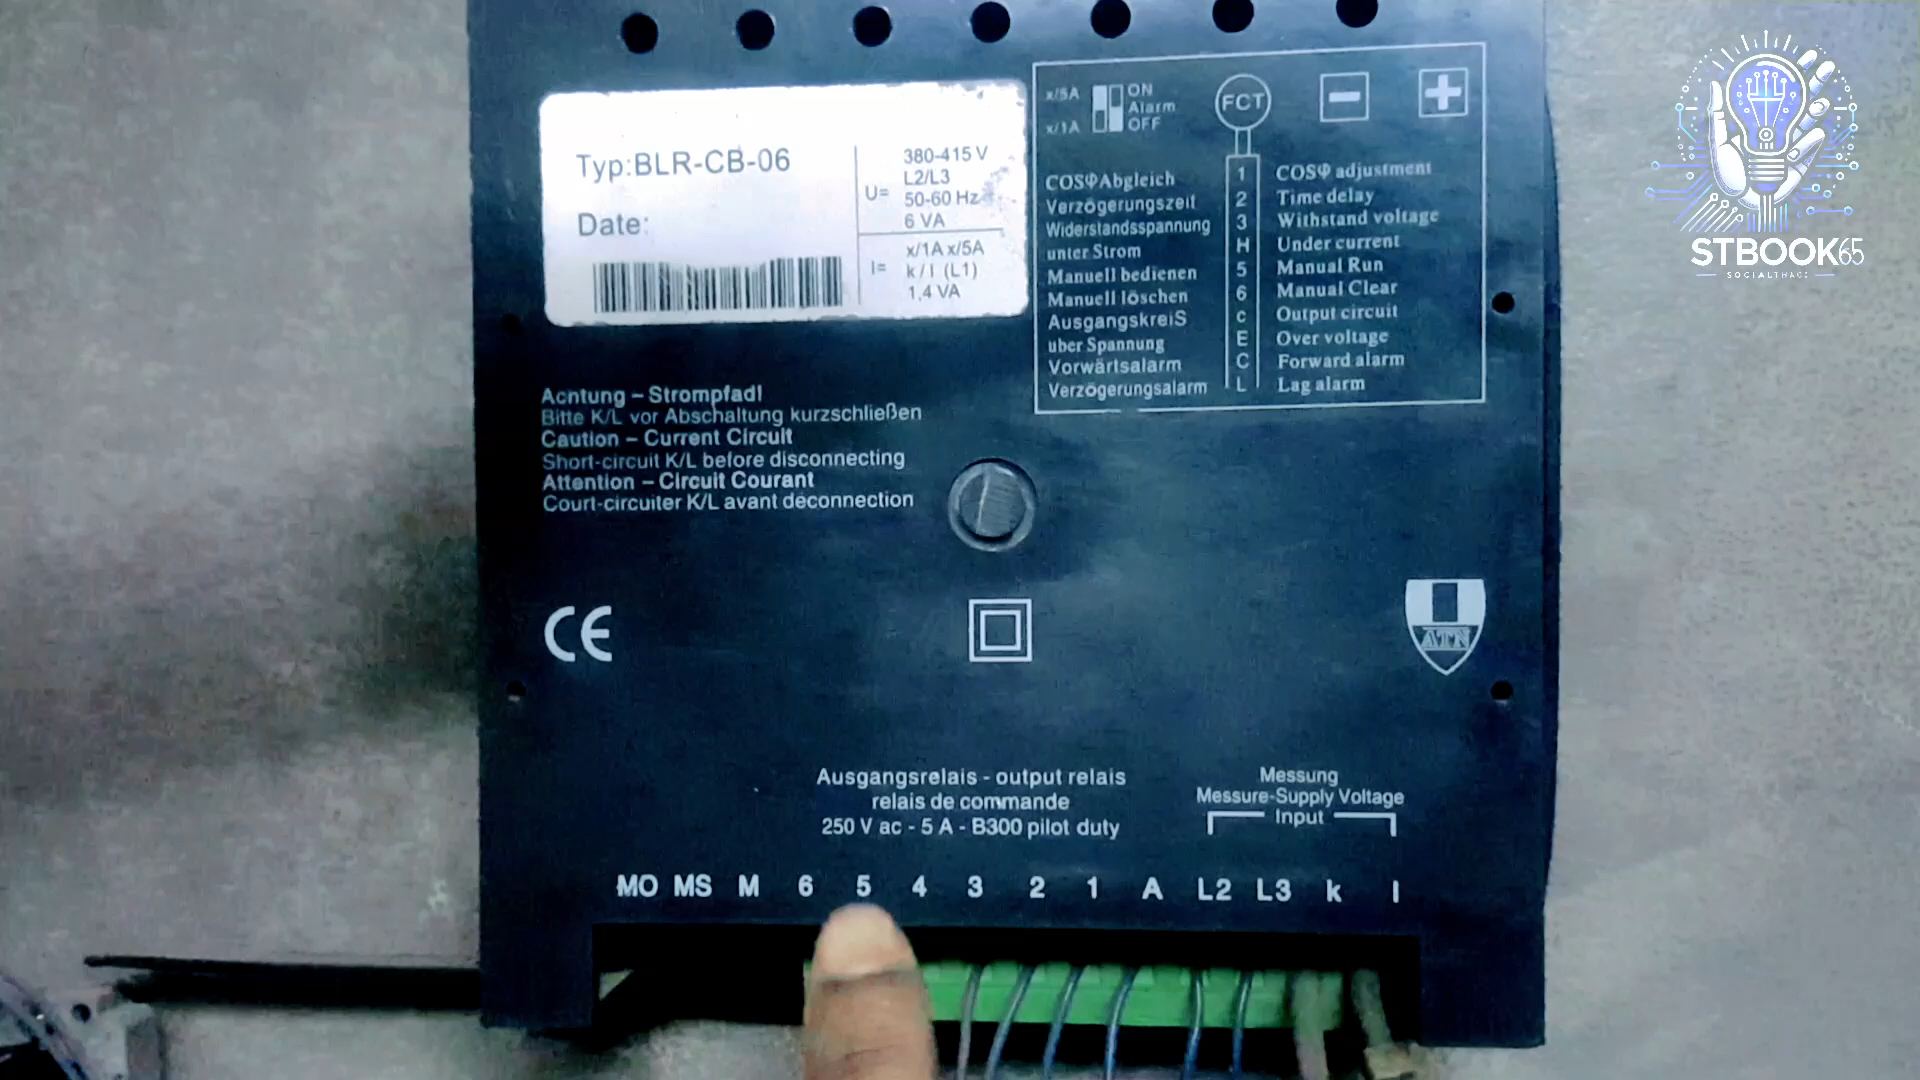 STBOOK65
SOCIALTHAGE
Typ:BLR-CB-06
Date:
U=
380-415 V
L2/L3
50-60 Hz
6 VA
I=
x/1A x/5A
k/l (L1)
1,4 VA
x/5A
x/1A
ON
Alarm
OFF
FCT
COSΦ Abgleich 1 COSΦ adjustment
Verzögerungszeit 2 Time delay
Widerstandsspannung 3 Withstand voltage
unter Strom H Under current
Manuell bedienen 5 Manual Run
Manuell löschen 6 Manual Clear
AusgangskreiS c Output circuit
uber Spannung E Over voltage
Vorwärtsalarm C Forward alarm
Verzögerungsalarm L Lag alarm
Acntung – Strompfadl
Bitte K/L vor Abschaltung kurzschließen
Caution – Current Circuit
Short-circuit K/L before disconnecting
Attention – Circuit Courant
Court-circuiter K/L avant deconnection
CE
ATN
Ausgangsrelais - output relais
relais de commande
250 V ac - 5 A - B300 pilot duty
Messung
Messure-Supply Voltage
Input
MO MS M 6 5 4 3 2 1 A L2 L3 k l